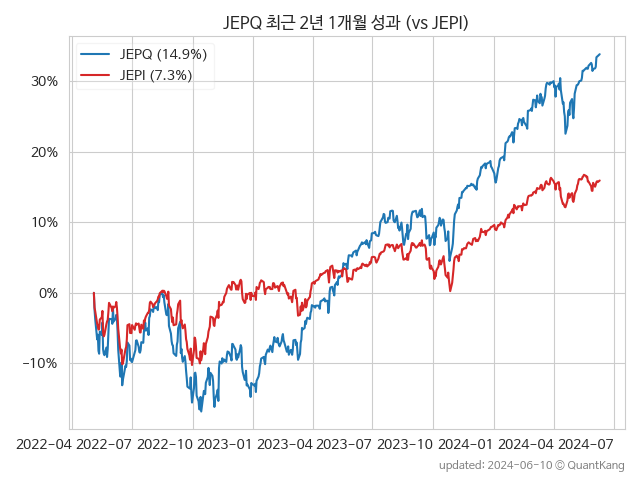 JEPQ 최근 2년 1개월 성과 (vs JEPI)
JEPQ (14.9%)
JEPI (7.3%)
30%
20%
10%
0%
−10%
2022-04 2022-07 2022-10 2023-01 2023-04 2023-07 2023-10 2024-01 2024-04 2024-07
updated: 2024-06-10 © QuantKang